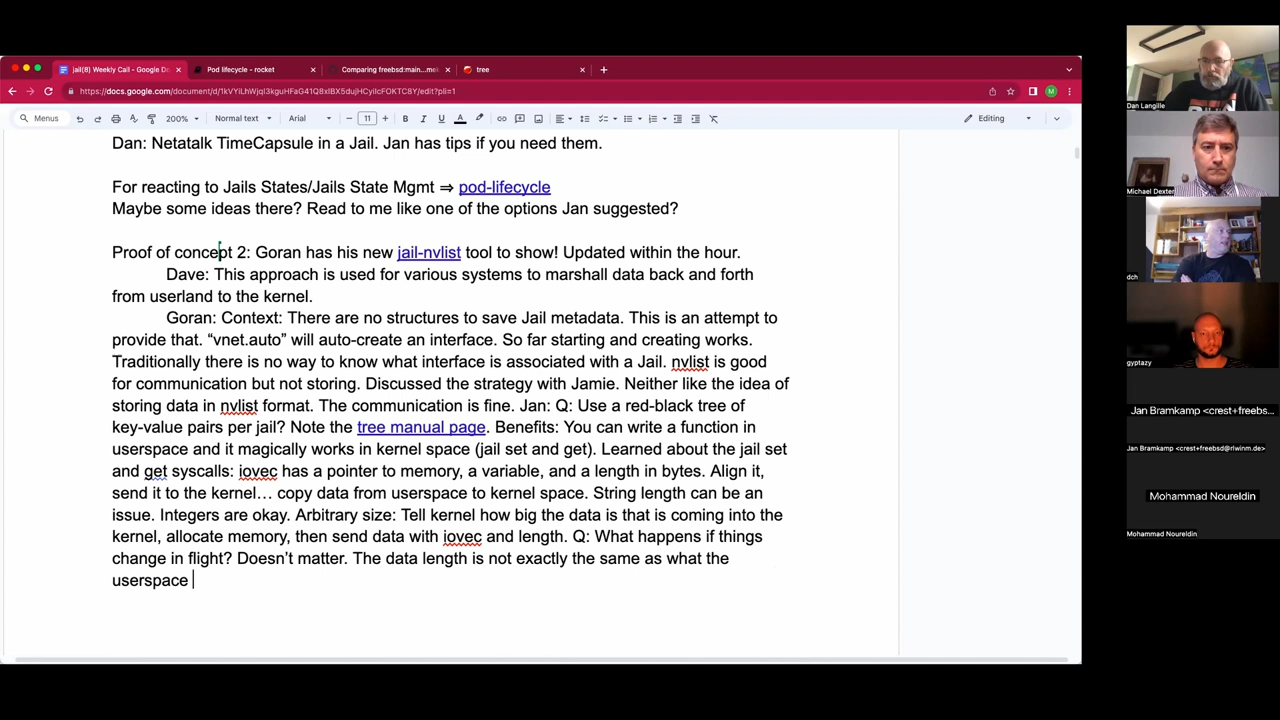 jail(8) Weekly Call - Google Do
Pod lifecycle - rocket
Comparing freebsd:main...mek
tree
https://docs.google.com/document/d/1kVYiLhWjqI3kguHFaG41Q8xlBX5dujHCyiIcFOKTC8Y/edit?pli=1
M
Menus
200%
Normal text
Arial
11
B I U A
Editing
Dan: Netatalk TimeCapsule in a Jail. Jan has tips if you need them.
For reacting to Jails States/Jails State Mgmt ⇒ pod-lifecycle
Maybe some ideas there? Read to me like one of the options Jan suggested?
Proof of concept 2: Goran has his new jail-nvlist tool to show! Updated within the hour.
Dave: This approach is used for various systems to marshall data back and forth
from userland to the kernel.
Goran: Context: There are no structures to save Jail metadata. This is an attempt to
provide that. “vnet.auto” will auto-create an interface. So far starting and creating works.
Traditionally there is no way to know what interface is associated with a Jail. nvlist is good
for communication but not storing. Discussed the strategy with Jamie. Neither like the idea of
storing data in nvlist format. The communication is fine. Jan: Q: Use a red-black tree of
key-value pairs per jail? Note the tree manual page. Benefits: You can write a function in
userspace and it magically works in kernel space (jail set and get). Learned about the jail set
and get syscalls: iovec has a pointer to memory, a variable, and a length in bytes. Align it,
send it to the kernel… copy data from userspace to kernel space. String length can be an
issue. Integers are okay. Arbitrary size: Tell kernel how big the data is that is coming into the
kernel, allocate memory, then send data with iovec and length. Q: What happens if things
change in flight? Doesn’t matter. The data length is not exactly the same as what the
userspace
Dan Langille
Michael Dexter
dch
gyptazy
Jan Bramkamp <crest+freebs...
Jan Bramkamp <crest+freebsd@rlwinm.de>
Mohammad Noureldin
Mohammad Noureldin